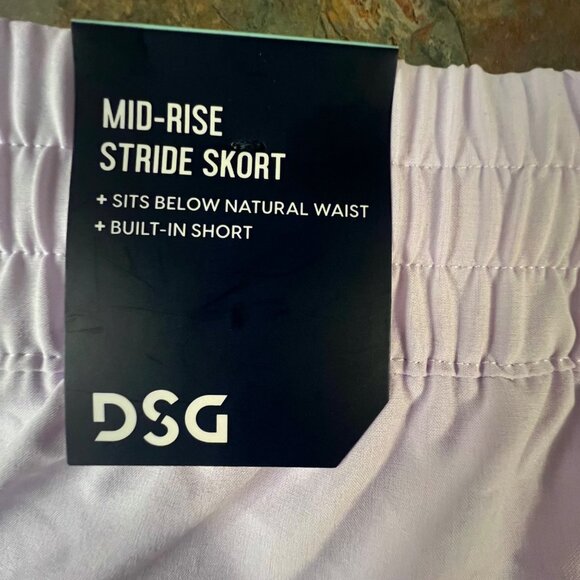 MID-RISE
STRIDE SKORT
+ SITS BELOW NATURAL WAIST
+ BUILT-IN SHORT
DSG